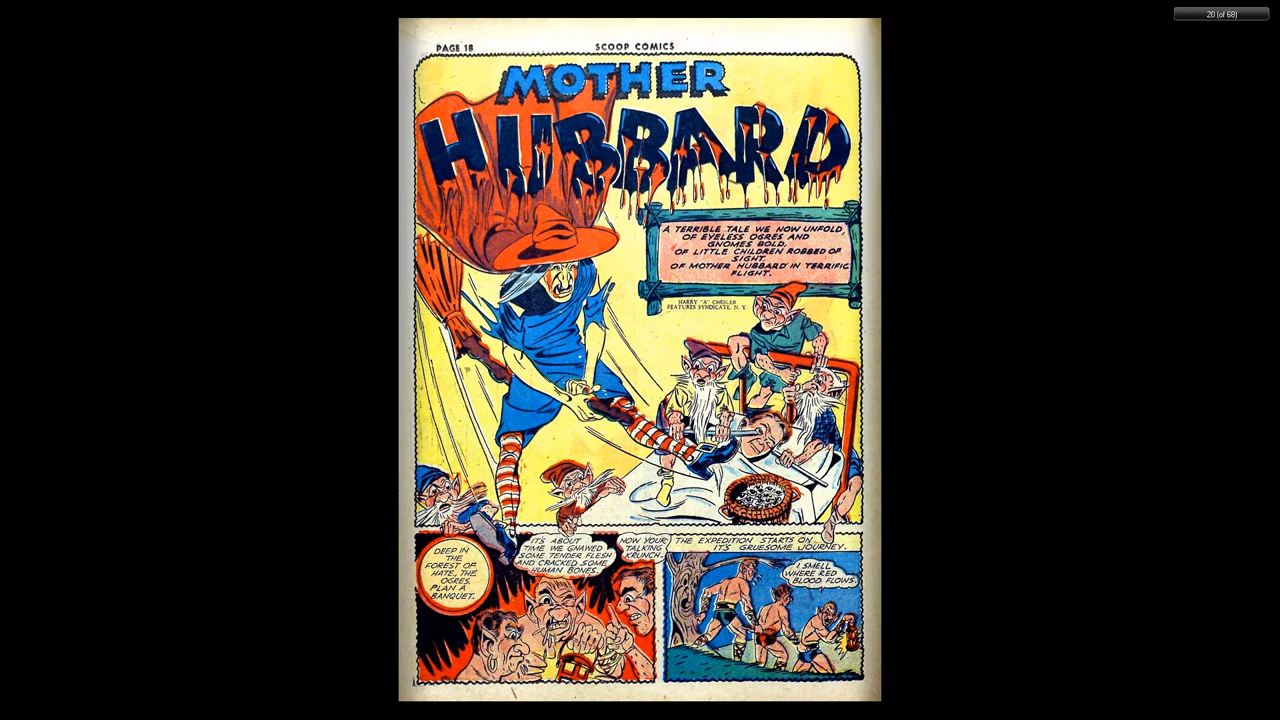 20 (of 68)
PAGE 18
SCOOP COMICS
MOTHER
HUBBARD
A TERRIBLE TALE WE NOW UNFOLD,
OF EYELESS OGRES AND
GNOMES BOLD,
OF LITTLE CHILDREN ROBBED OF
SIGHT.
OF MOTHER HUBBARD IN TERRIFIC
FLIGHT.
HARRY "A" CHESLER
FEATURES SYNDICATE, N. Y.
DEEP IN
THE
FOREST OF
HATE, THE
OGRES
PLAN A
BANQUET.
IT'S ABOUT
TIME WE GNAWED
SOME TENDER FLESH
AND CRACKED SOME
HUMAN BONES.
NOW YOUR
TALKING
KRUNCH.
THE EXPEDITION STARTS ON
IT'S GRUESOME JOURNEY.
I SMELL
WHERE RED
BLOOD FLOWS.